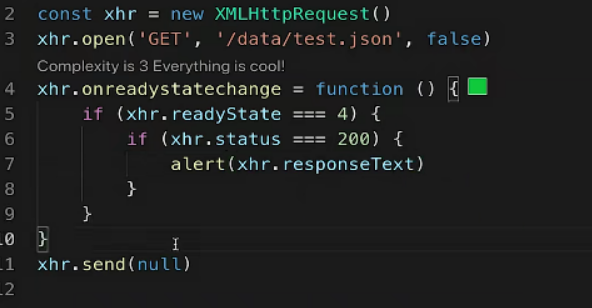 2 const xhr = new XMLHttpRequest()
3 xhr.open('GET', '/data/test.json', false)
Complexity is 3 Everything is cool!
4 xhr.onreadystatechange = function () {
5 if (xhr.readyState === 4) {
6 if (xhr.status === 200) {
7 alert(xhr.responseText)
8 }
9 }
10 }
11 xhr.send(null)
12